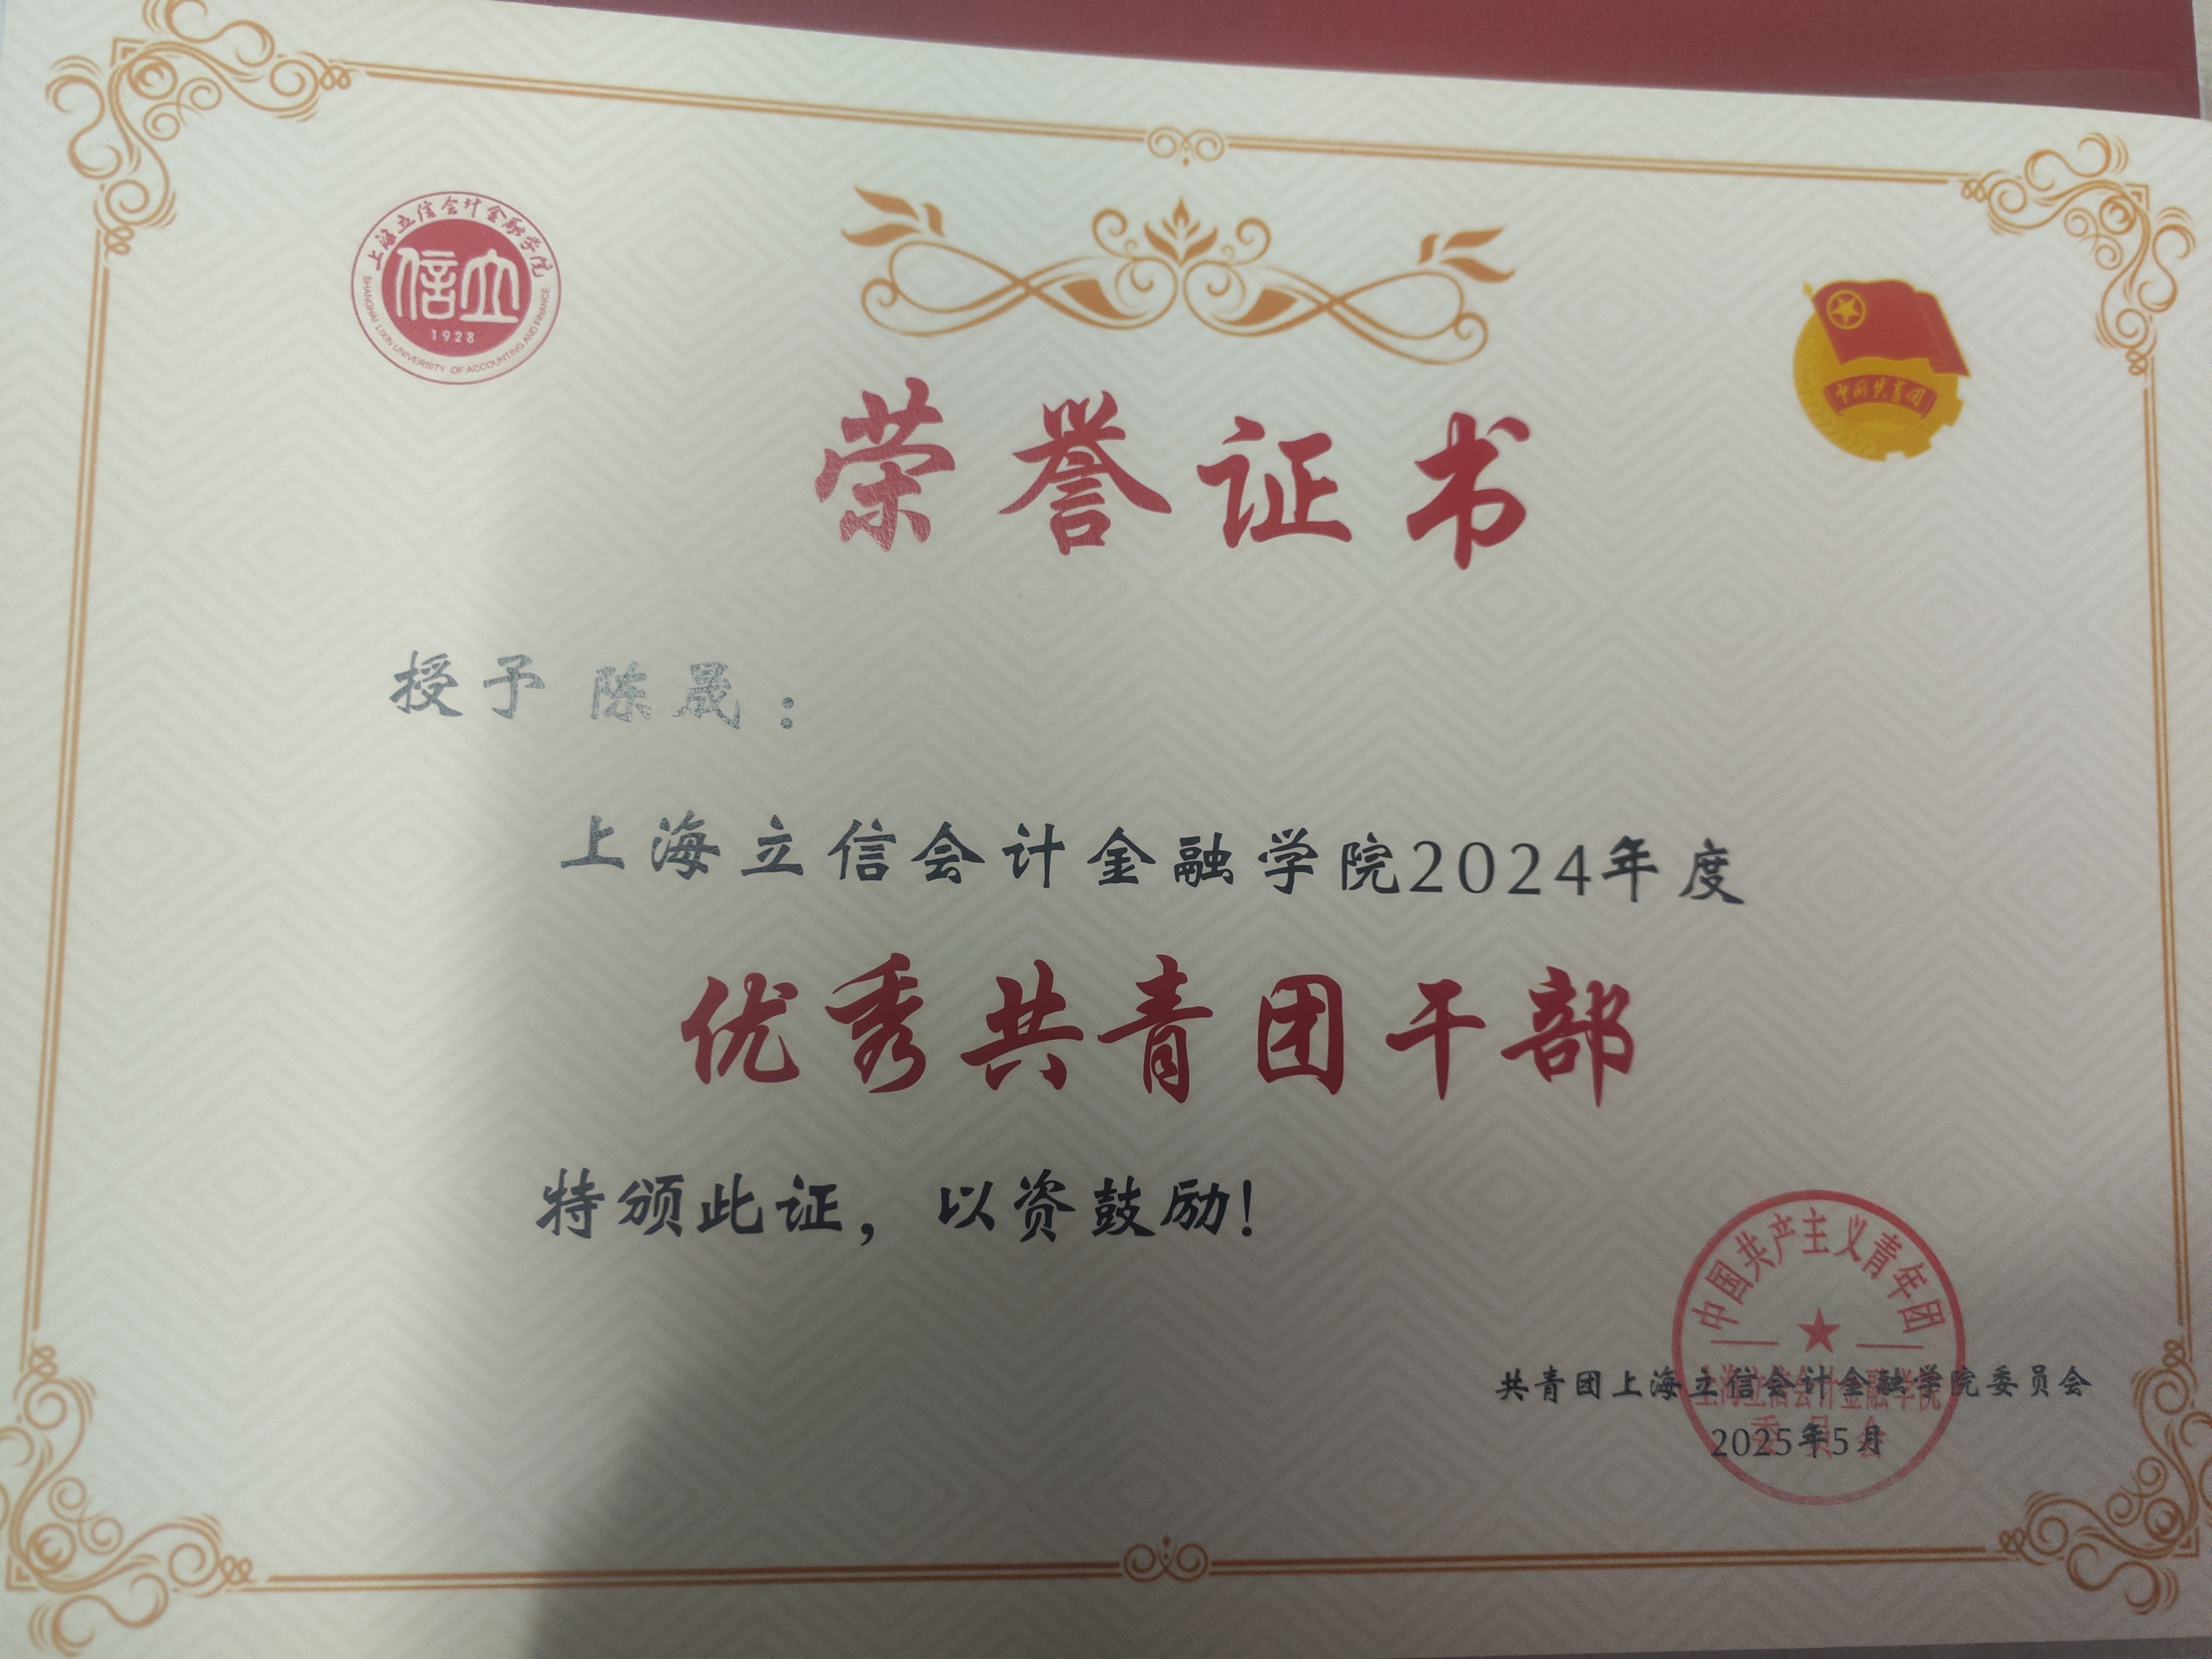 上海立信会计金融学院
信立
1928
SHANGHAI LIXIN UNIVERSITY OF ACCOUNTING AND FINANCE
中国共青团
荣誉证书
授予 陈晟：
上海立信会计金融学院2024年度
优秀共青团干部
特颁此证，以资鼓励！
中国共产主义青年团
上海立信会计金融学院
委员会
共青团上海立信会计金融学院委员会
2025年5月